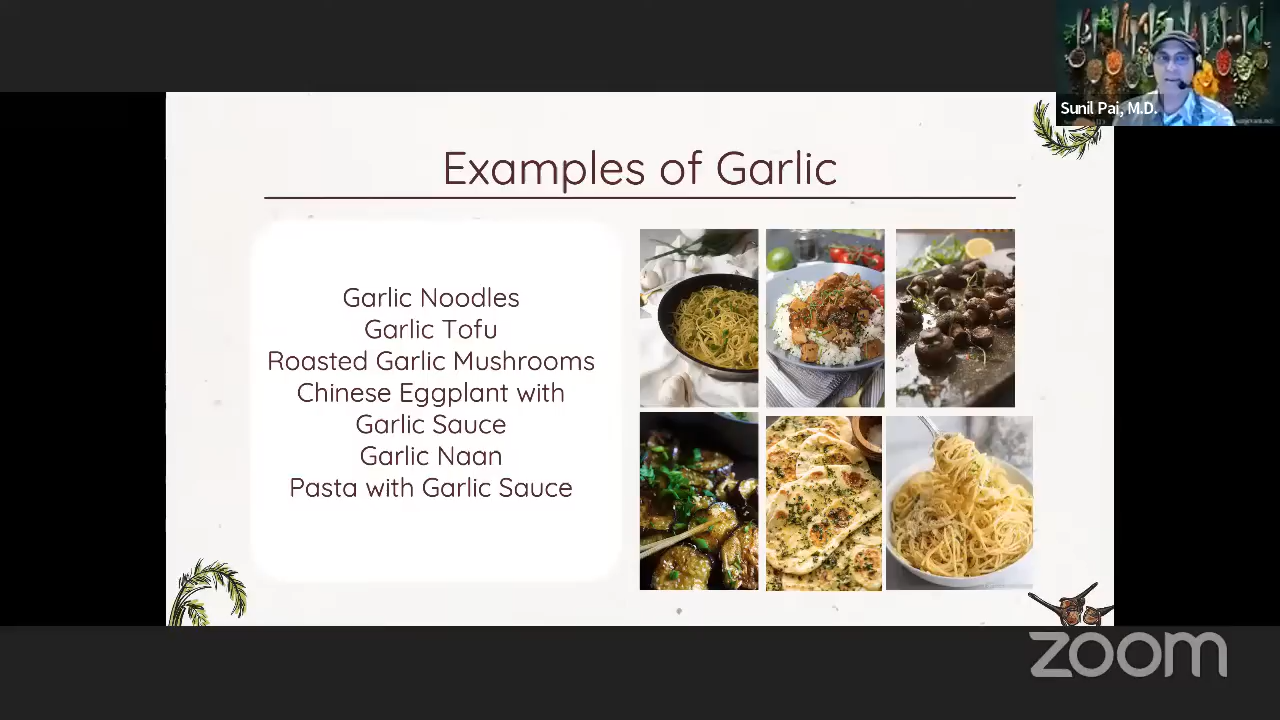 Sunil Pai, M.D.
Examples of Garlic
Garlic Noodles
Garlic Tofu
Roasted Garlic Mushrooms
Chinese Eggplant with
Garlic Sauce
Garlic Naan
Pasta with Garlic Sauce
zoom